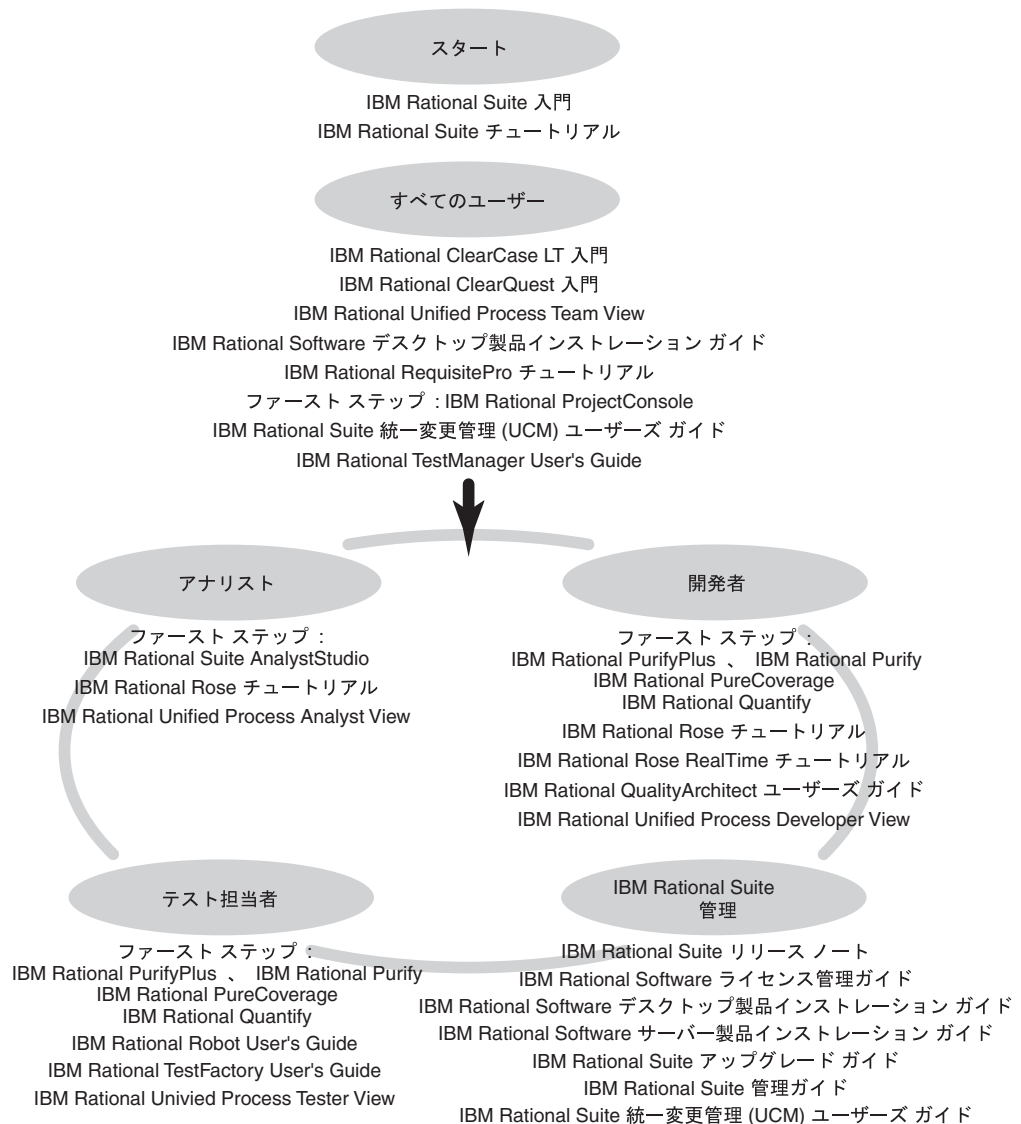 スタート
IBM Rational Suite 入門
IBM Rational Suite チュートリアル
すべてのユーザー
IBM Rational ClearCase LT 入門
IBM Rational ClearQuest 入門
IBM Rational Unified Process Team View
IBM Rational Software デスクトップ製品インストレーション ガイド
IBM Rational RequisitePro チュートリアル
ファースト ステップ : IBM Rational ProjectConsole
IBM Rational Suite 統一変更管理 (UCM) ユーザーズ ガイド
IBM Rational TestManager User's Guide
アナリスト
ファースト ステップ :
IBM Rational Suite AnalystStudio
IBM Rational Rose チュートリアル
IBM Rational Unified Process Analyst View
開発者
ファースト ステップ :
IBM Rational PurifyPlus 、 IBM Rational Purify
IBM Rational PureCoverage
IBM Rational Quantify
IBM Rational Rose チュートリアル
IBM Rational Rose RealTime チュートリアル
IBM Rational QualityArchitect ユーザーズ ガイド
IBM Rational Unified Process Developer View
テスト担当者
ファースト ステップ :
IBM Rational PurifyPlus 、 IBM Rational Purify
IBM Rational PureCoverage
IBM Rational Quantify
IBM Rational Robot User's Guide
IBM Rational TestFactory User's Guide
IBM Rational Univied Process Tester View
IBM Rational Suite
管理
IBM Rational Suite リリース ノート
IBM Rational Software ライセンス管理ガイド
IBM Rational Software デスクトップ製品インストレーション ガイド
IBM Rational Software サーバー製品インストレーション ガイド
IBM Rational Suite アップグレード ガイド
IBM Rational Suite 管理ガイド
IBM Rational Suite 統一変更管理 (UCM) ユーザーズ ガイド